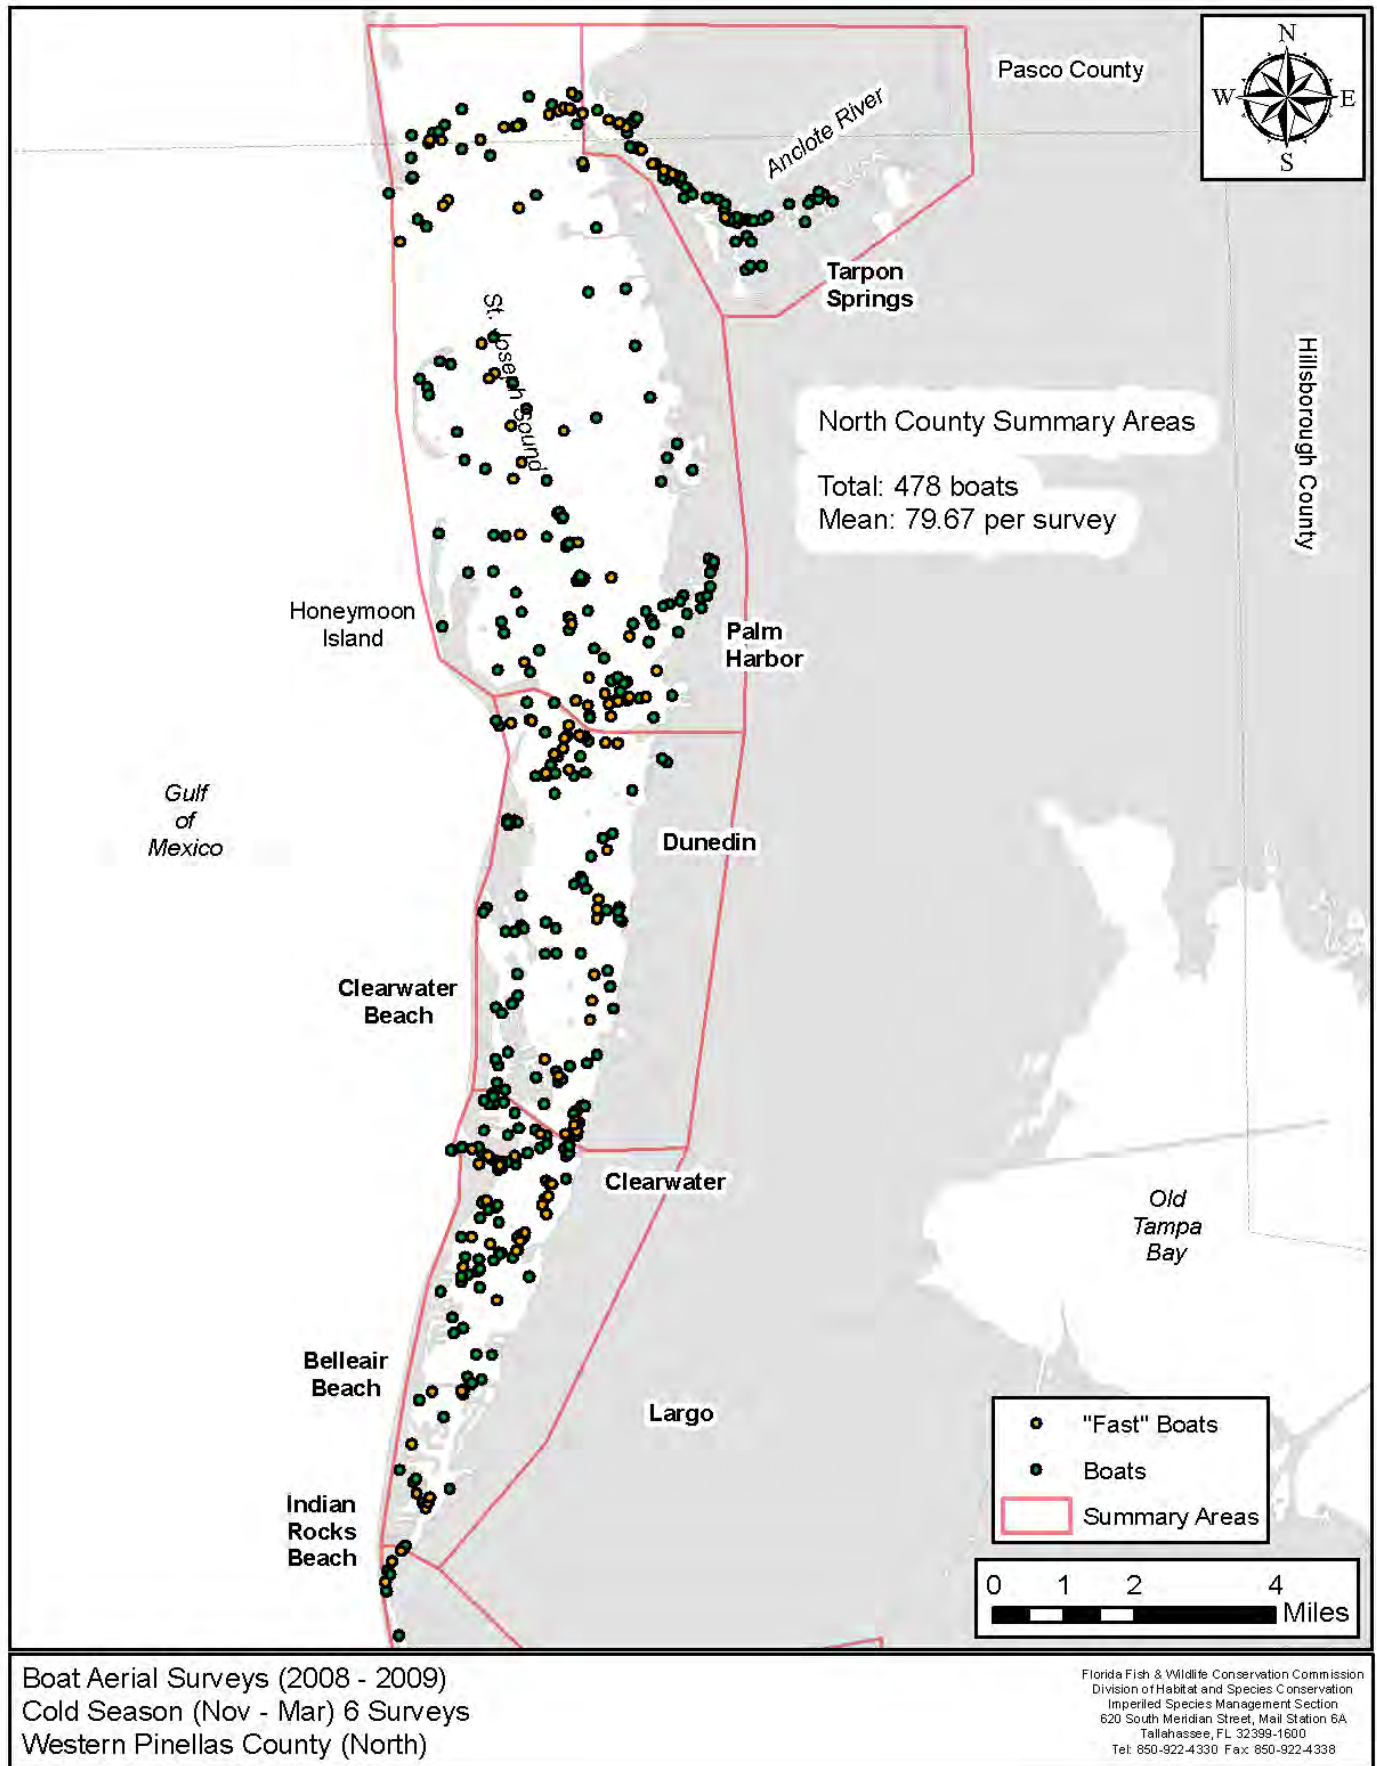 N
W E
S
Pasco County
Anclote River
Tarpon
Springs
St. Joseph Sound
Hillsborough County
North County Summary Areas
Total: 478 boats
Mean: 79.67 per survey
Honeymoon
Island
Palm
Harbor
Gulf
of
Mexico
Dunedin
Clearwater
Beach
Clearwater
Old
Tampa
Bay
Belleair
Beach
Largo
Indian
Rocks
Beach
"Fast" Boats
Boats
Summary Areas
0 1 2 4
Miles
Boat Aerial Surveys (2008 - 2009)
Cold Season (Nov - Mar) 6 Surveys
Western Pinellas County (North)
Florida Fish & Wildlife Conservation Commission
Division of Habitat and Species Conservation
Imperiled Species Management Section
620 South Meridian Street, Mail Station 6A
Tallahassee, FL 32399-1600
Tel: 850-922-4330 Fax: 850-922-4338